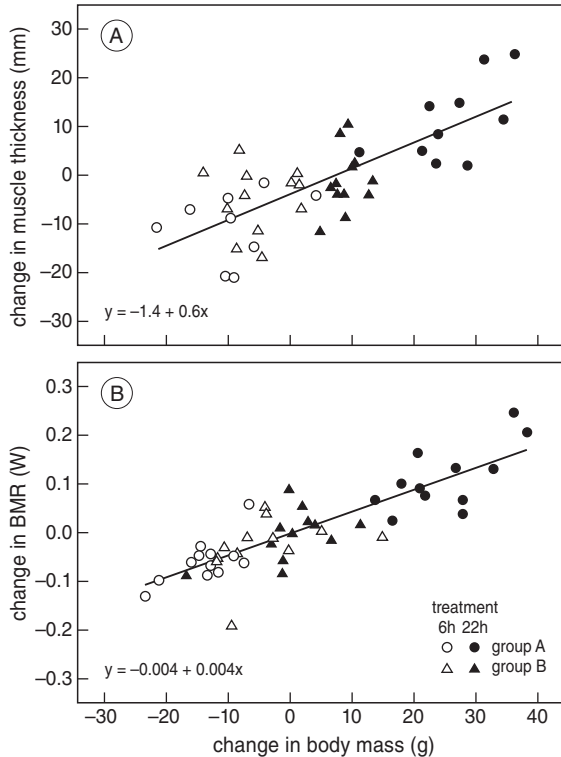 A
change in muscle thickness (mm)
30
20
10
0
−10
−20
−30
y = −1.4 + 0.6x
B
change in BMR (W)
0.3
0.2
0.1
0.0
−0.1
−0.2
−0.3
y = −0.004 + 0.004x
treatment
6h 22h
group A
group B
−30 −20 −10 0 10 20 30 40
change in body mass (g)